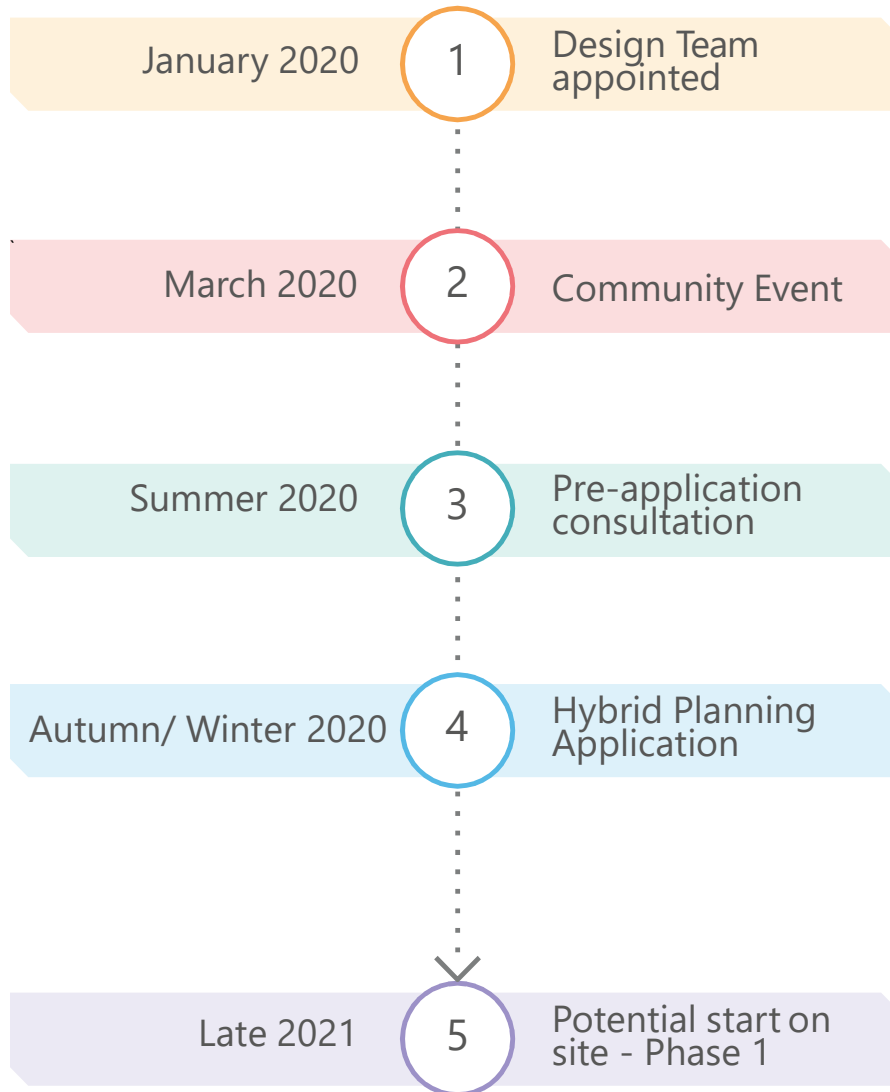 January 2020
1
Design Team
appointed
March 2020
2
Community Event
Summer 2020
3
Pre-application
consultation
Autumn/ Winter 2020
4
Hybrid Planning
Application
Late 2021
5
Potential start on
site - Phase 1